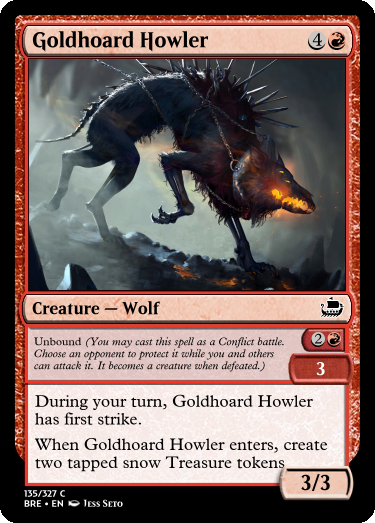 Goldhoard Howler 4
Creature — Wolf
Unbound (You may cast this spell as a Conflict battle. 2
Choose an opponent to protect it while you and others
can attack it. It becomes a creature when defeated.) 3
During your turn, Goldhoard Howler
has first strike.
When Goldhoard Howler enters, create
two tapped snow Treasure tokens
3/3
135/327 C
BRE • EN Jess Seto